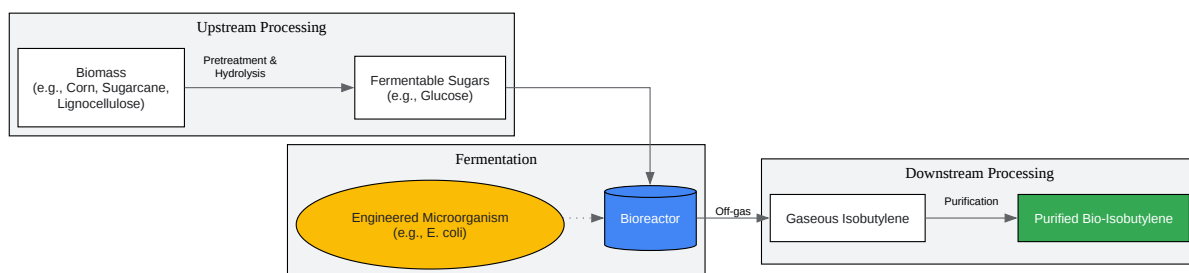 Upstream Processing
Biomass
(e.g., Corn, Sugarcane,
Lignocellulose)
Pretreatment &
Hydrolysis
Fermentable Sugars
(e.g., Glucose)
Fermentation
Engineered Microorganism
(e.g., E. coli)
Bioreactor
Off-gas
Downstream Processing
Gaseous Isobutylene
Purification
Purified Bio-Isobutylene